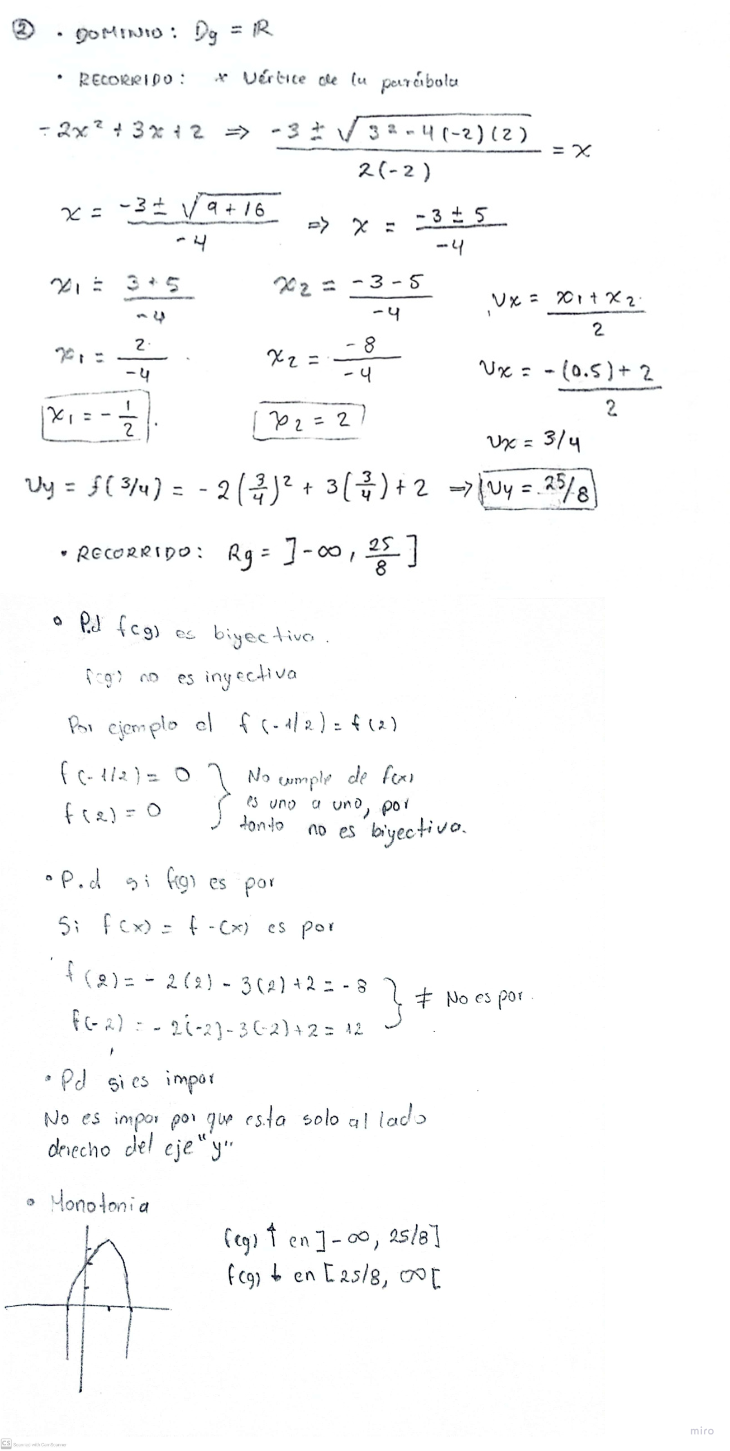 ② • DOMINIO: Dg = ℝ
• RECORRIDO: * Vértice de la parábola
-2x² + 3x + 2 ⇒ (-3 ± √(3² - 4(-2)(2))) / 2(-2) = x
x = (-3 ± √(9+16)) / -4 ⇒ x = (-3 ± 5) / -4
x₁ = (3 + 5) / -4    x₂ = (-3 - 5) / -4    Vx = (x₁ + x₂) / 2
x₁ = 2 / -4    x₂ = -8 / -4    Vx = (-(0.5) + 2) / 2
x₁ = -1/2    x₂ = 2    Vx = 3/4
Vy = f(3/4) = -2(3/4)² + 3(3/4) + 2 ⇒ Vy = 25/8
• RECORRIDO: Rg = ]-∞, 25/8]
• P.d f(g) es biyectiva.
f(g) no es inyectiva
Por ejemplo el f(-1/2) = f(2)
f(-1/2) = 0 } No cumple de f(x)
f(2) = 0 es uno a uno, por
tanto no es biyectiva.
• P.d si f(g) es par
Si f(x) = f-(x) es par
f(2) = -2(2) - 3(2) + 2 = -8 } ≠ No es par.
f(-2) = -2(-2) - 3(-2) + 2 = 12
• Pd si es impar
No es impar por que esta solo al lado
derecho del eje "y"
• Monotonia
f(g) ↑ en ]-∞, 25/8]
f(g) ↓ en [25/8, ∞[
CS
miro